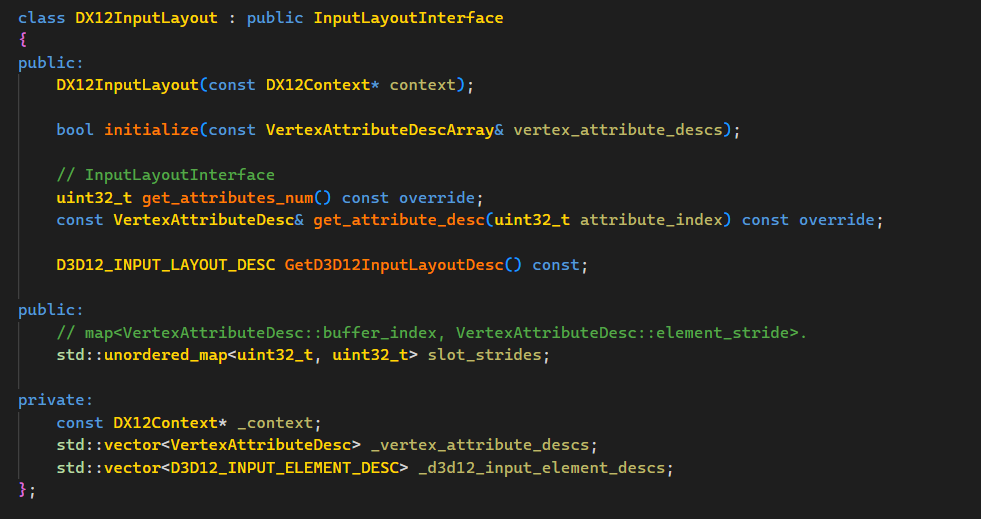 class DX12InputLayout : public InputLayoutInterface
{
public:
    DX12InputLayout(const DX12Context* context);

    bool initialize(const VertexAttributeDescArray& vertex_attribute_descs);

    // InputLayoutInterface
    uint32_t get_attributes_num() const override;
    const VertexAttributeDesc& get_attribute_desc(uint32_t attribute_index) const override;

    D3D12_INPUT_LAYOUT_DESC GetD3D12InputLayoutDesc() const;

public:
    // map<VertexAttributeDesc::buffer_index, VertexAttributeDesc::element_stride>.
    std::unordered_map<uint32_t, uint32_t> slot_strides;

private:
    const DX12Context* _context;
    std::vector<VertexAttributeDesc> _vertex_attribute_descs;
    std::vector<D3D12_INPUT_ELEMENT_DESC> _d3d12_input_element_descs;
};